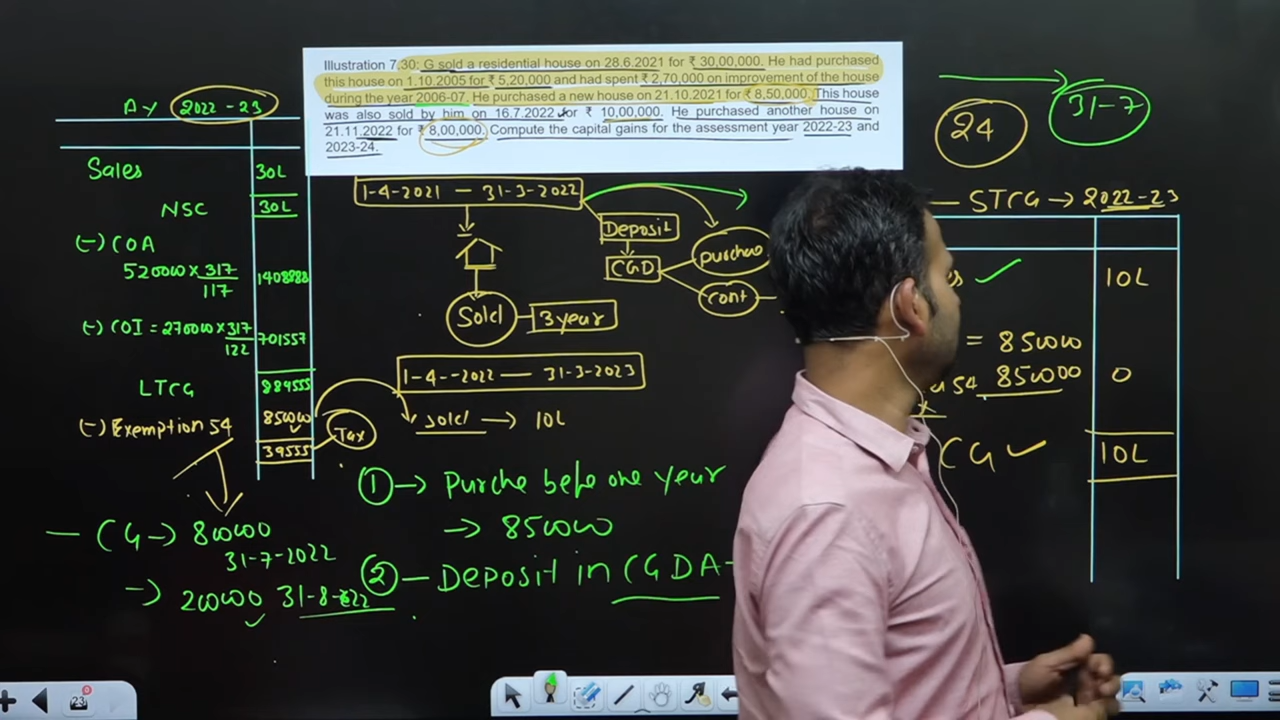 Illustration 7.30: G sold a residential house on 28.6.2021 for ₹ 30,00,000. He had purchased
this house on 1.10.2005 for ₹ 5,20,000 and had spent ₹ 2,70,000 on improvement of the house
during the year 2006-07. He purchased a new house on 21.10.2021 for ₹ 8,50,000. This house
was also sold by him on 16.7.2022 for ₹ 10,00,000. He purchased another house on
21.11.2022 for ₹ 8,00,000. Compute the capital gains for the assessment year 2022-23 and
2023-24.
AY 2022-23
Sales 30L
NSC 30L
(-) COA
520000 × 317/117 1408888
(-) COI = 270000 × 317/122 701557
LTCG 889555
(-) Exemption 54 850000
39555 Tax
CG → 800000
31-7-2022
→ 200000 31-8-2022
1-4-2021 — 31-3-2022
Deposit
CGD
purchao
cont
Sold 3 year
1-4--2022 — 31-3-2023
sold → 10L
① → Purche befe one year
→ 850000
② — Deposit in CGDA -
24
31-7
— STCG → 2022-23
10L
= 850000
54 850000 0
CG 10L
23